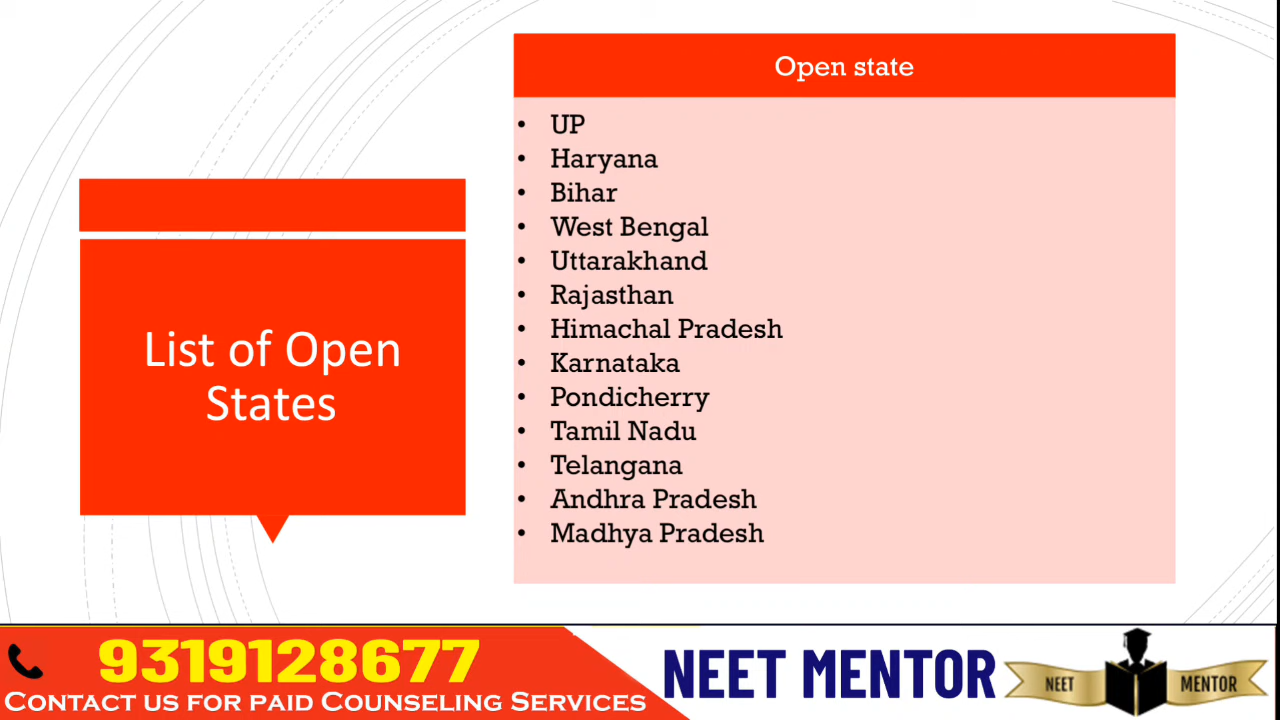 List of Open
States
Open state
• UP
• Haryana
• Bihar
• West Bengal
• Uttarakhand
• Rajasthan
• Himachal Pradesh
• Karnataka
• Pondicherry
• Tamil Nadu
• Telangana
• Andhra Pradesh
• Madhya Pradesh
9319128677
CONTACT US FOR PAID COUNSELING SERVICES
NEET MENTOR
NEET MENTOR